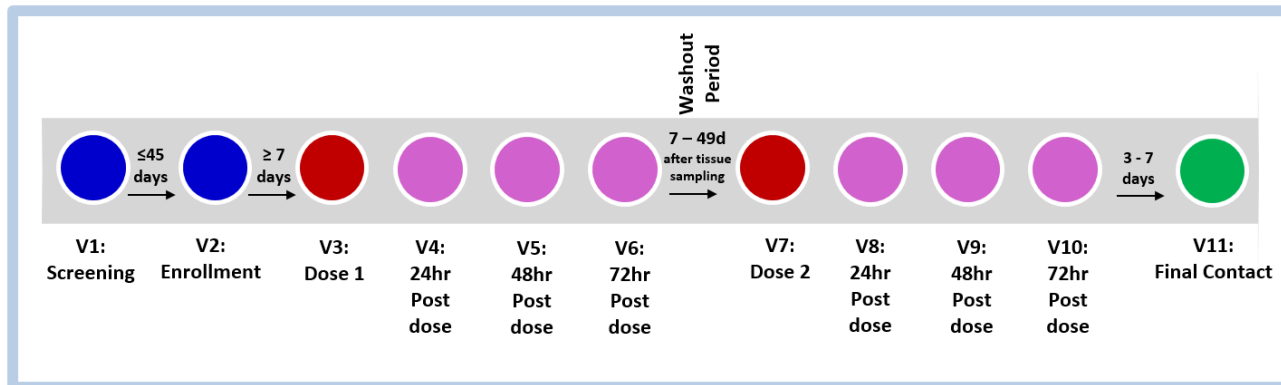 Washout
Period
≤45
days
≥ 7
days
7 – 49d
after tissue
sampling
3 - 7
days
V1:
Screening
V2:
Enrollment
V3:
Dose 1
V4:
24hr
Post
dose
V5:
48hr
Post
dose
V6:
72hr
Post
dose
V7:
Dose 2
V8:
24hr
Post
dose
V9:
48hr
Post
dose
V10:
72hr
Post
dose
V11:
Final Contact